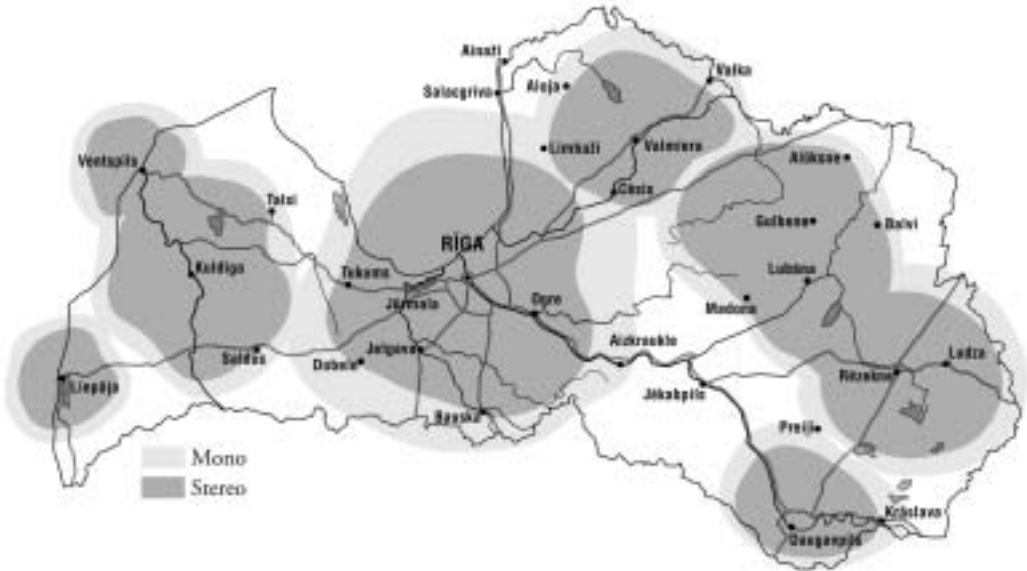 Ainaži
Valka
Salacgrīva
Aloja
Limbaži
Valmiera
Ventspils
Alūksne
Cēsis
Talsi
Gulbene
Balvi
RĪGA
Kuldīga
Tukums
Lubāna
Jūrmala
Ogre
Madona
Aizkraukle
Saldus
Dobele
Jelgava
Ludza
Rēzekne
Liepāja
Jēkabpils
Bauska
Preiļi
Mono
Stereo
Krāslava
Daugavpils